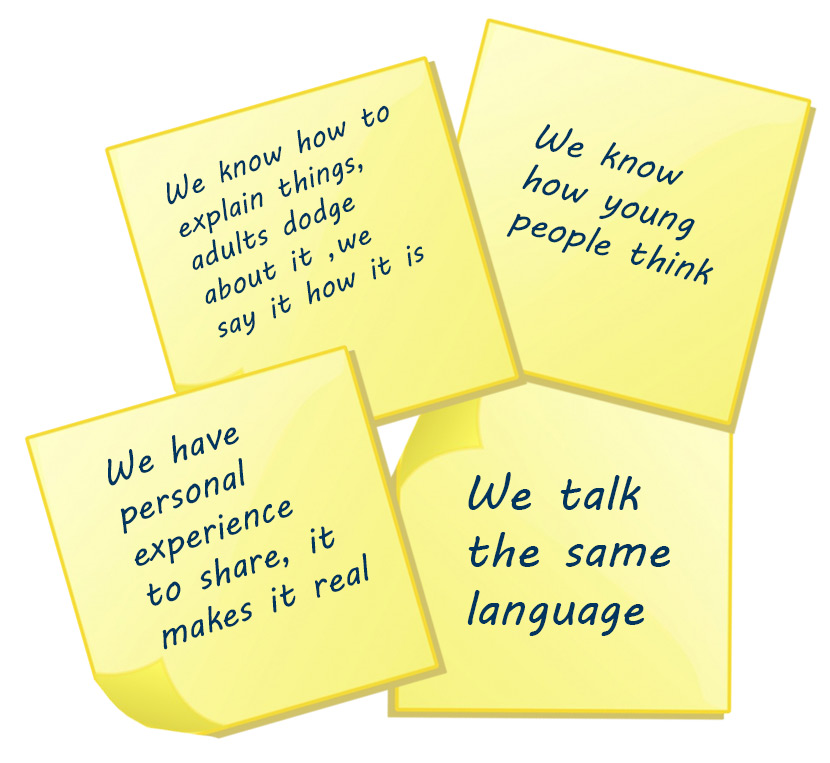 We know how to
explain things,
adults dodge
about it ,we
say it how it is
We know
how young
people think
We have
personal
experience
to share, it
makes it real
We talk
the same
language